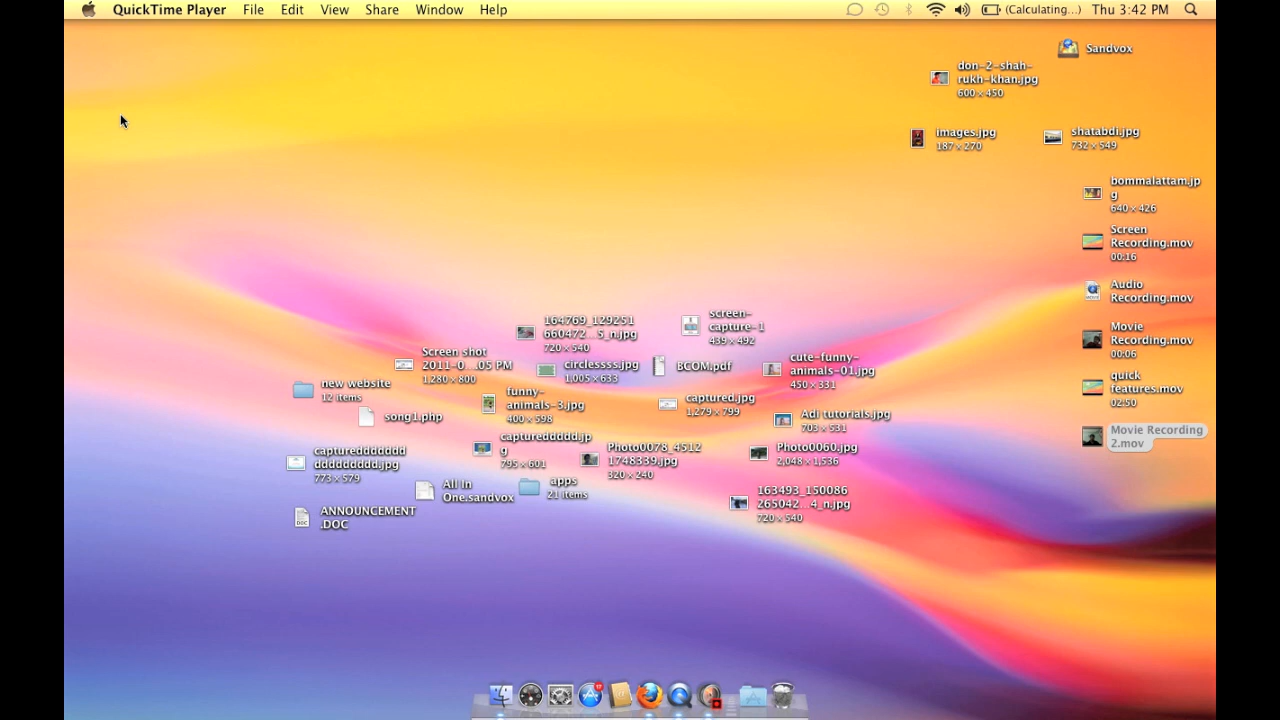 QuickTime Player File Edit View Share Window Help (Calculating...) Thu 3:42 PM
Sandvox
don-2-shah-
rukh-khan.jpg
600 × 450
images.jpg
187 × 270
shatabdi.jpg
732 × 549
bommalattam.jp
g
640 × 426
Screen
Recording.mov
00:16
Audio
Recording.mov
Movie
Recording.mov
00:06
quick
features.mov
02:50
Movie Recording
2.mov
164769_129251
660472...5_n.jpg
720 × 540
screen-
capture-1
439 × 492
Screen shot
2011-0...05 PM
1,280 × 800
circlessss.jpg
1,005 × 633
BCOM.pdf
cute-funny-
animals-01.jpg
450 × 331
new website
12 items
funny-
animals-3.jpg
400 × 598
captured.jpg
1,279 × 799
song1.php
Adi tutorials.jpg
703 × 531
captureddddd.jp
g
795 × 601
Photo0078_4512
1748339.jpg
320 × 240
Photo0060.jpg
2,048 × 1,536
773 × 579
All In
One.sandvox
apps
21 items
163493_150086
265042...4_n.jpg
720 × 540
ANNOUNCEMENT
.DOC